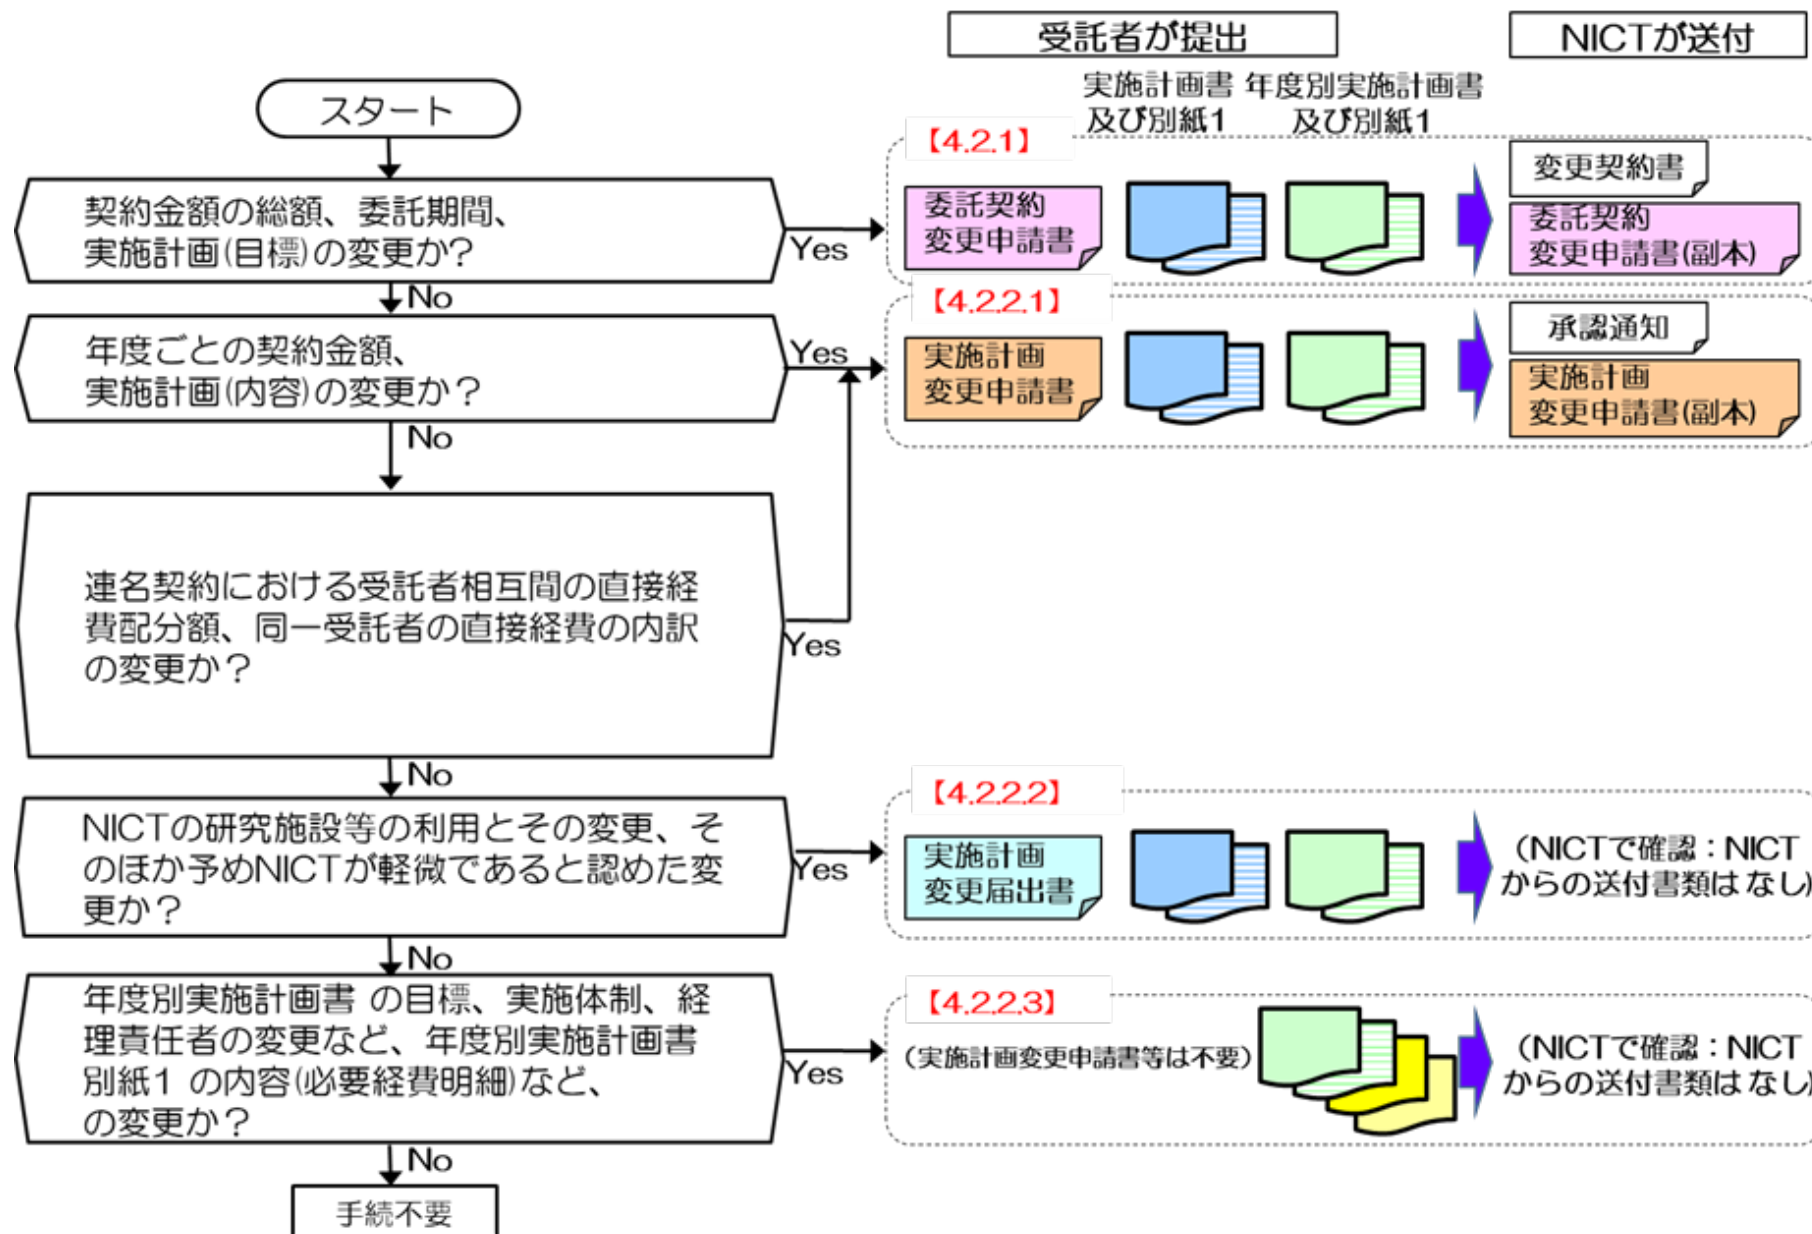 受託者が提出
NICTが送付
実施計画書
及び別紙1
年度別実施計画書
及び別紙1
スタート
【4.2.1】
契約金額の総額、委託期間、
実施計画(目標)の変更か?
Yes
委託契約
変更申請書
変更契約書
委託契約
変更申請書(副本)
No
【4.2.2.1】
年度ごとの契約金額、
実施計画(内容)の変更か？
Yes
実施計画
変更申請書
承認通知
実施計画
変更申請書(副本)
No
連名契約における受託者相互間の直接経
費配分額、同一受託者の直接経費の内訳
の変更か？
Yes
No
【4.2.2.2】
NICTの研究施設等の利用とその変更、そ
のほか予めNICTが軽微であると認めた変
更か？
Yes
実施計画
変更届出書
（NICTで確認：NICT
からの送付書類は なし）
No
【4.2.2.3】
年度別実施計画書 の目標、実施体制、経
理責任者の変更など、年度別実施計画書
別紙1 の内容(必要経費明細)など、
の変更か？
Yes
（実施計画変更申請書等は不要）
（NICTで確認：NICT
からの送付書類は なし）
No
手続不要